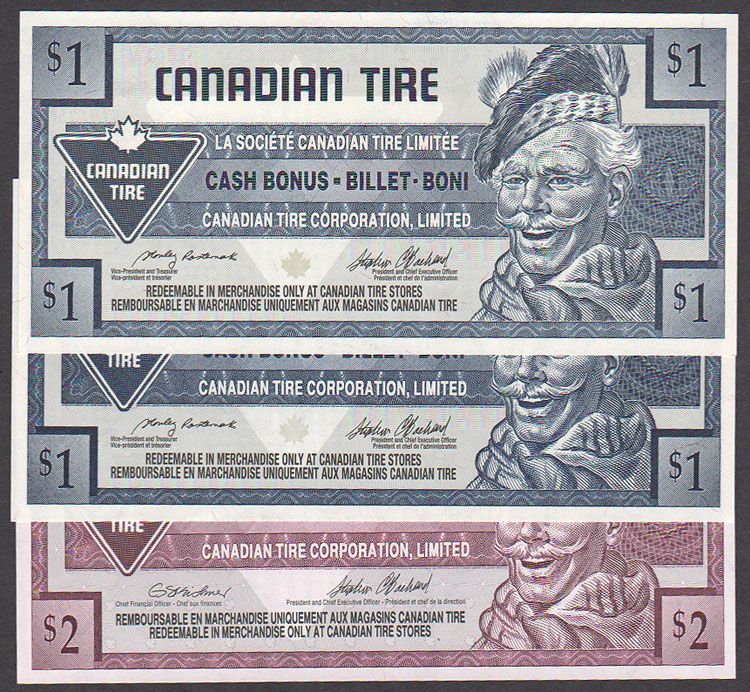 $1 $1
CANADIAN TIRE
LA SOCIÉTÉ CANADIAN TIRE LIMITÉE
CANADIAN
TIRE
CASH BONUS - BILLET - BONI
CANADIAN TIRE CORPORATION, LIMITED
Vice-President and Treasurer President and Chief Executive Officer
Vice-président et trésorier Président et chef de l'administration
$1 $1
REDEEMABLE IN MERCHANDISE ONLY AT CANADIAN TIRE STORES
REMBOURSABLE EN MARCHANDISE UNIQUEMENT AUX MAGASINS CANADIAN TIRE
TIRE
CASH BONUS - BILLET - BONI
CANADIAN TIRE CORPORATION, LIMITED
Vice-President and Treasurer President and Chief Executive Officer
Vice-président et trésorier Président et chef de l'administration
$1 $1
REDEEMABLE IN MERCHANDISE ONLY AT CANADIAN TIRE STORES
REMBOURSABLE EN MARCHANDISE UNIQUEMENT AUX MAGASINS CANADIAN TIRE
TIRE
CANADIAN TIRE CORPORATION, LIMITED
Chief Financial Officer - Chef aux finances President and Chief Executive Officer - Président et chef de la direction
$2 $2
REMBOURSABLE EN MARCHANDISE UNIQUEMENT AUX MAGASINS CANADIAN TIRE
REDEEMABLE IN MERCHANDISE ONLY AT CANADIAN TIRE STORES